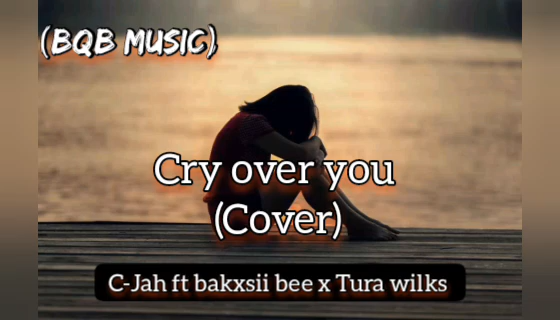 (BQB MUSIC)
Cry over you
(Cover)
C-Jah ft bakxsii bee x Tura wilks